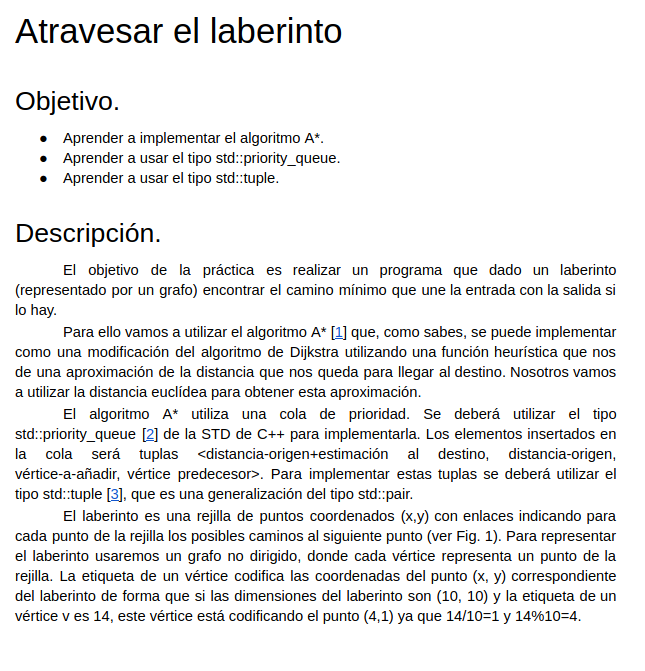 Atravesar el laberinto
Objetivo.
● Aprender a implementar el algoritmo A*.
● Aprender a usar el tipo std::priority_queue.
● Aprender a usar el tipo std::tuple.
Descripción.
El objetivo de la práctica es realizar un programa que dado un laberinto
(representado por un grafo) encontrar el camino mínimo que une la entrada con la salida si
lo hay.
Para ello vamos a utilizar el algoritmo A* [1] que, como sabes, se puede implementar
como una modificación del algoritmo de Dijkstra utilizando una función heurística que nos
de una aproximación de la distancia que nos queda para llegar al destino. Nosotros vamos
a utilizar la distancia euclídea para obtener esta aproximación.
El algoritmo A* utiliza una cola de prioridad. Se deberá utilizar el tipo
std::priority_queue [2] de la STD de C++ para implementarla. Los elementos insertados en
la cola será tuplas <distancia-origen+estimación al destino, distancia-origen,
vértice-a-añadir, vértice predecesor>. Para implementar estas tuplas se deberá utilizar el
tipo std::tuple [3], que es una generalización del tipo std::pair.
El laberinto es una rejilla de puntos coordenados (x,y) con enlaces indicando para
cada punto de la rejilla los posibles caminos al siguiente punto (ver Fig. 1). Para representar
el laberinto usaremos un grafo no dirigido, donde cada vértice representa un punto de la
rejilla. La etiqueta de un vértice codifica las coordenadas del punto (x, y) correspondiente
del laberinto de forma que si las dimensiones del laberinto son (10, 10) y la etiqueta de un
vértice v es 14, este vértice está codificando el punto (4,1) ya que 14/10=1 y 14%10=4.